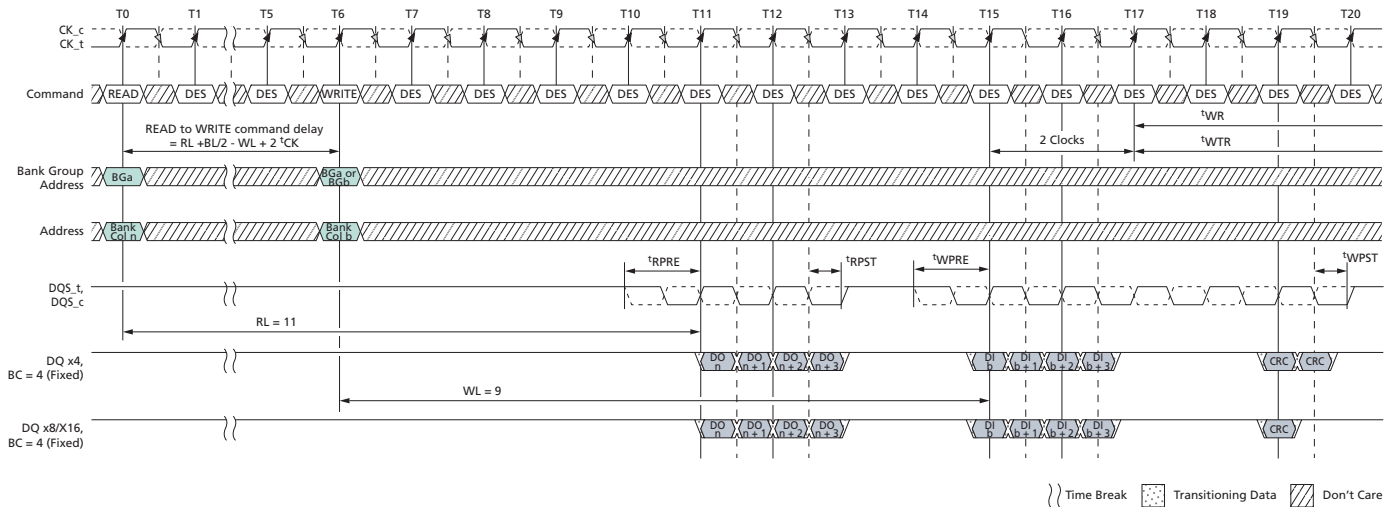 T0 T1 T5 T6 T7 T8 T9 T10 T11 T12 T13 T14 T15 T16 T17 T18 T19 T20
CK_c
CK_t
Command READ DES DES WRITE DES DES DES DES DES DES DES DES DES DES DES DES DES DES
READ to WRITE command delay
= RL +BL/2 - WL + 2 tCK
tWR
2 Clocks
tWTR
Bank Group
Address
BGa
BGa or
BGb
Address
Bank
Col n
Bank
Col b
tRPRE
tRPST
tWPRE
tWPST
DQS_t,
DQS_c
RL = 11
DQ x4,
BC = 4 (Fixed)
DO
n
DO
n + 1
DO
n + 2
DO
n + 3
DI
b
DI
b + 1
DI
b + 2
DI
b + 3
CRC
CRC
WL = 9
DQ x8/X16,
BC = 4 (Fixed)
DO
n
DO
n + 1
DO
n + 2
DO
n + 3
DI
b
DI
b + 1
DI
b + 2
DI
b + 3
CRC
Time Break Transitioning Data Don't Care